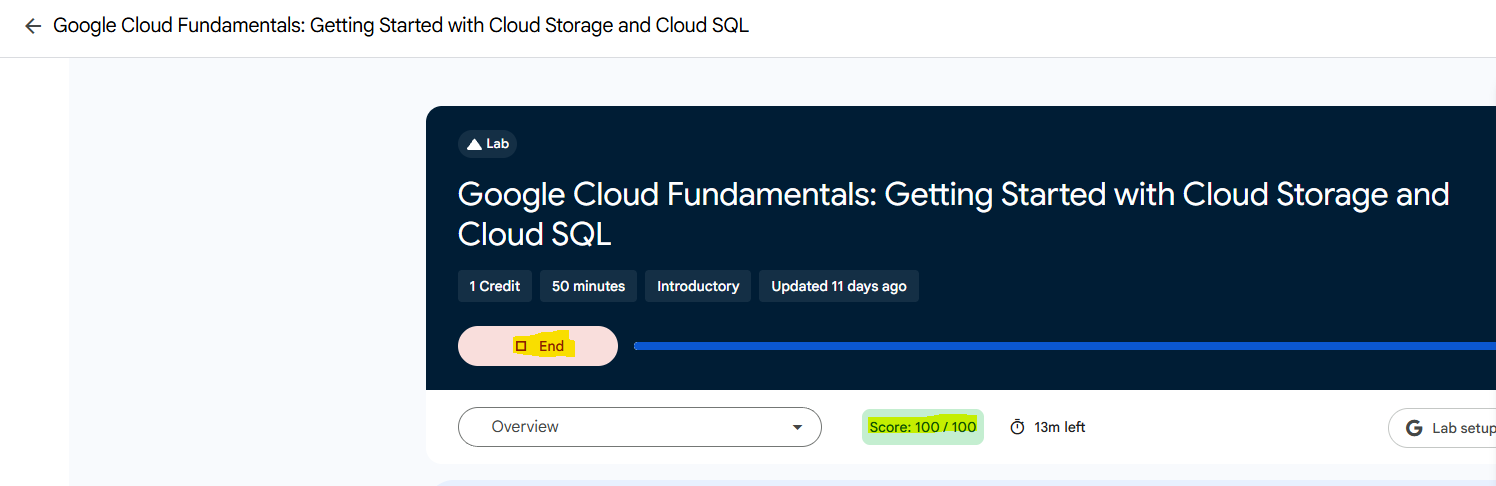 Google Cloud Fundamentals: Getting Started with Cloud Storage and Cloud SQL
Lab
Google Cloud Fundamentals: Getting Started with Cloud Storage and
Cloud SQL
1 Credit 50 minutes Introductory Updated 11 days ago
End
Overview Score: 100 / 100 13m left G Lab setup